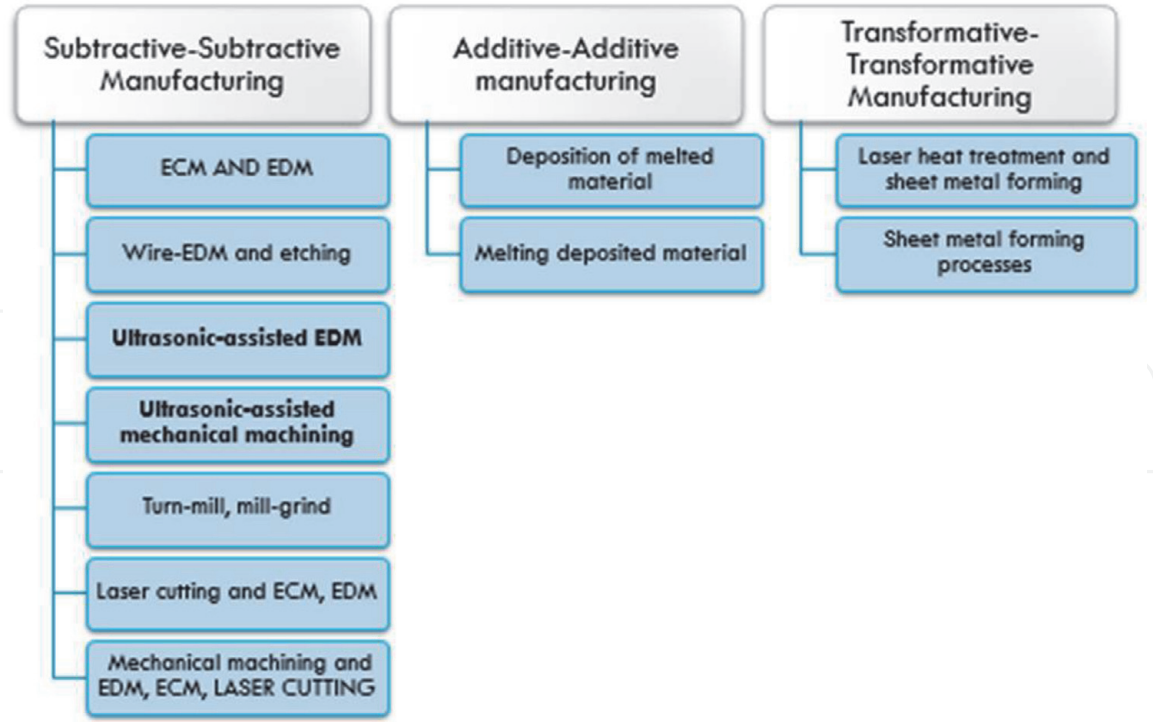 Subtractive-Subtractive
Manufacturing
ECM AND EDM
Wire-EDM and etching
Ultrasonic-assisted EDM
Ultrasonic-assisted
mechanical machining
Turn-mill, mill-grind
Laser cutting and ECM, EDM
Mechanical machining and
EDM, ECM, LASER CUTTING
Additive-Additive
manufacturing
Deposition of melted
material
Melting deposited material
Transformative-
Transformative
Manufacturing
Laser heat treatment and
sheet metal forming
Sheet metal forming
processes